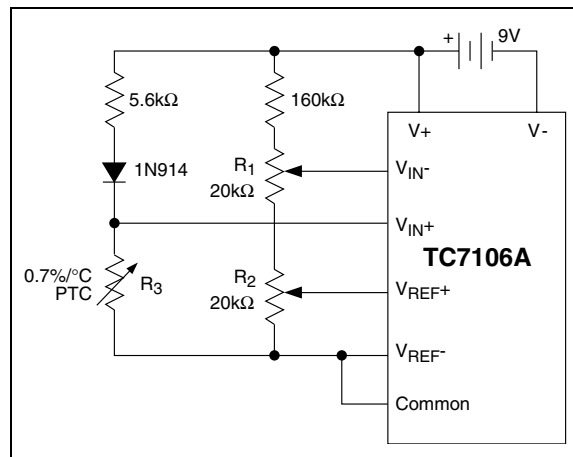 + 9V
5.6kΩ
160kΩ
V+
V-
1N914
R1
20kΩ
VIN-
VIN+
TC7106A
0.7%/°C
PTC
R3
R2
20kΩ
VREF+
VREF-
Common